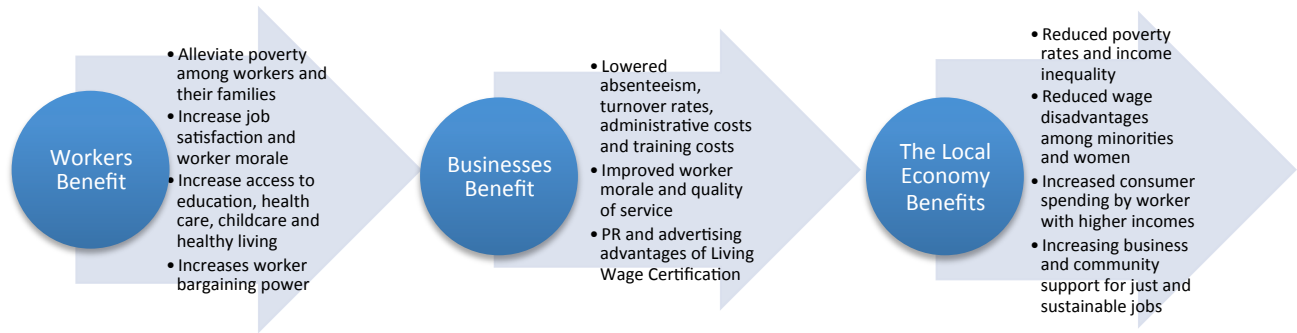 Workers
Benefit
• Alleviate poverty
among workers and
their families
• Increase job
satisfaction and
worker morale
• Increase access to
education, health
care, childcare and
healthy living
• Increases worker
bargaining power
Businesses
Benefit
• Lowered
absenteeism,
turnover rates,
administrative costs
and training costs
• Improved worker
morale and quality
of service
• PR and advertising
advantages of Living
Wage Certification
The Local
Economy
Benefits
• Reduced poverty
rates and income
inequality
• Reduced wage
disadvantages
among minorities
and women
• Increased consumer
spending by worker
with higher incomes
• Increasing business
and community
support for just and
sustainable jobs